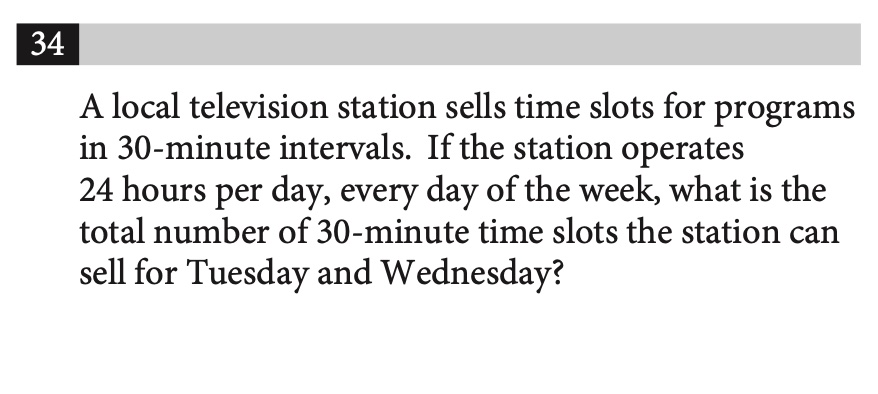 34
A local television station sells time slots for programs
in 30-minute intervals.  If the station operates
24 hours per day, every day of the week, what is the
total number of 30-minute time slots the station can
sell for Tuesday and Wednesday?